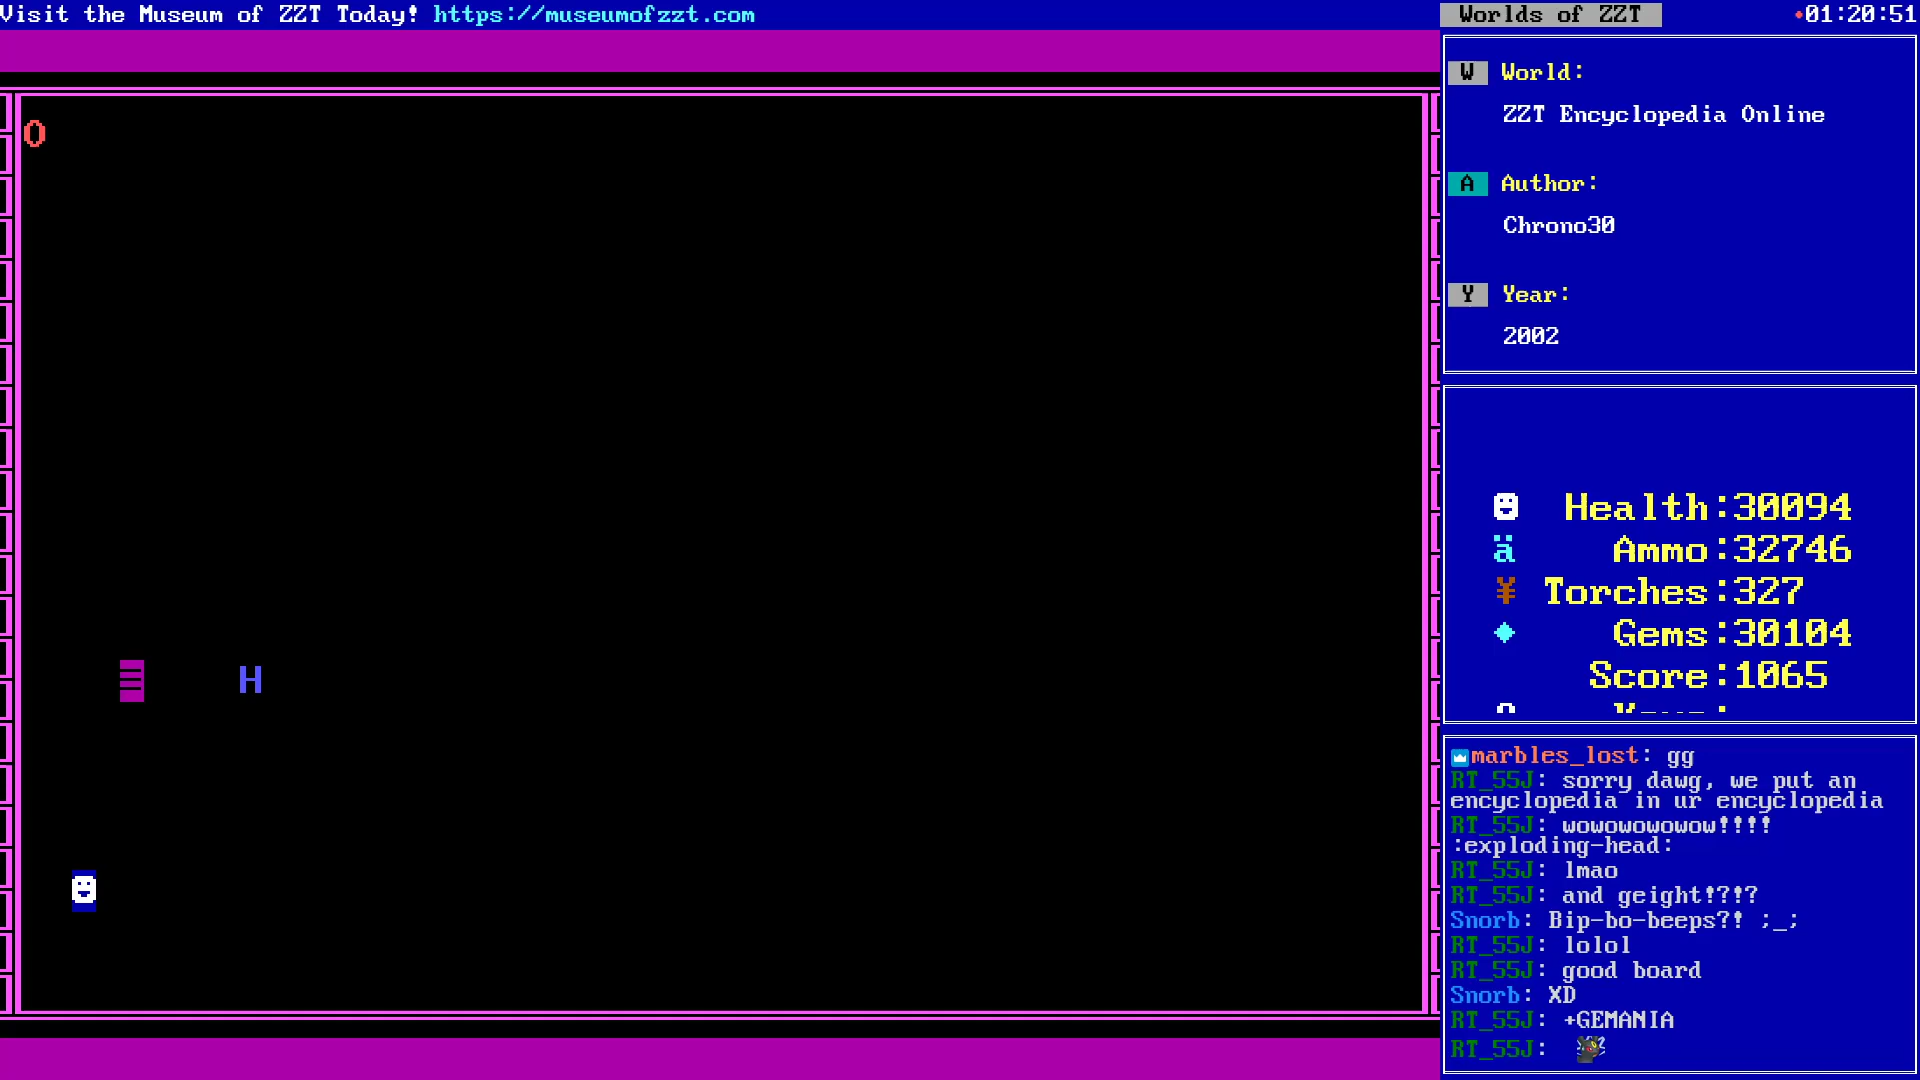 Visit the Museum of ZZT Today! https://museumofzzt.com
Worlds of ZZT •01:20:51
W World:
ZZT Encyclopedia Online
A Author:
Chrono30
Y Year:
2002
O
H
Health:30094
ä Ammo:32746
¥ Torches:327
♦ Gems:30104
Score:1065
marbles_lost: gg
RT_55J: sorry dawg, we put an
encyclopedia in ur encyclopedia
RT_55J: wowowowowow!!!!
:exploding-head:
RT_55J: lmao
RT_55J: and geight!?!?
Snorb: Bip-bo-beeps?! ;_;
RT_55J: lolol
RT_55J: good board
Snorb: XD
RT_55J: +GEMANIA
RT_55J: